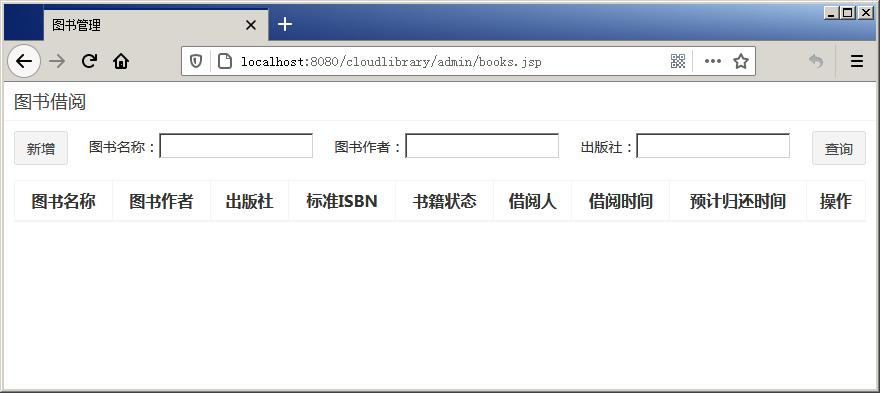 图书管理
localhost:8080/cloudlibrary/admin/books.jsp
图书借阅
新增 图书名称： 图书作者： 出版社： 查询
图书名称 图书作者 出版社 标准ISBN 书籍状态 借阅人 借阅时间 预计归还时间 操作